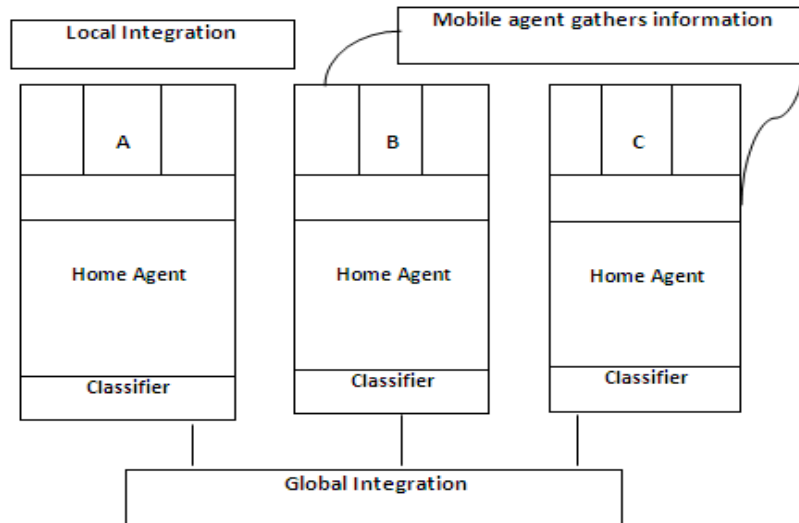 Local Integration
Mobile agent gathers information
A
B
C
Home Agent
Home Agent
Home Agent
Classifier
Classifier
Classifier
Global Integration